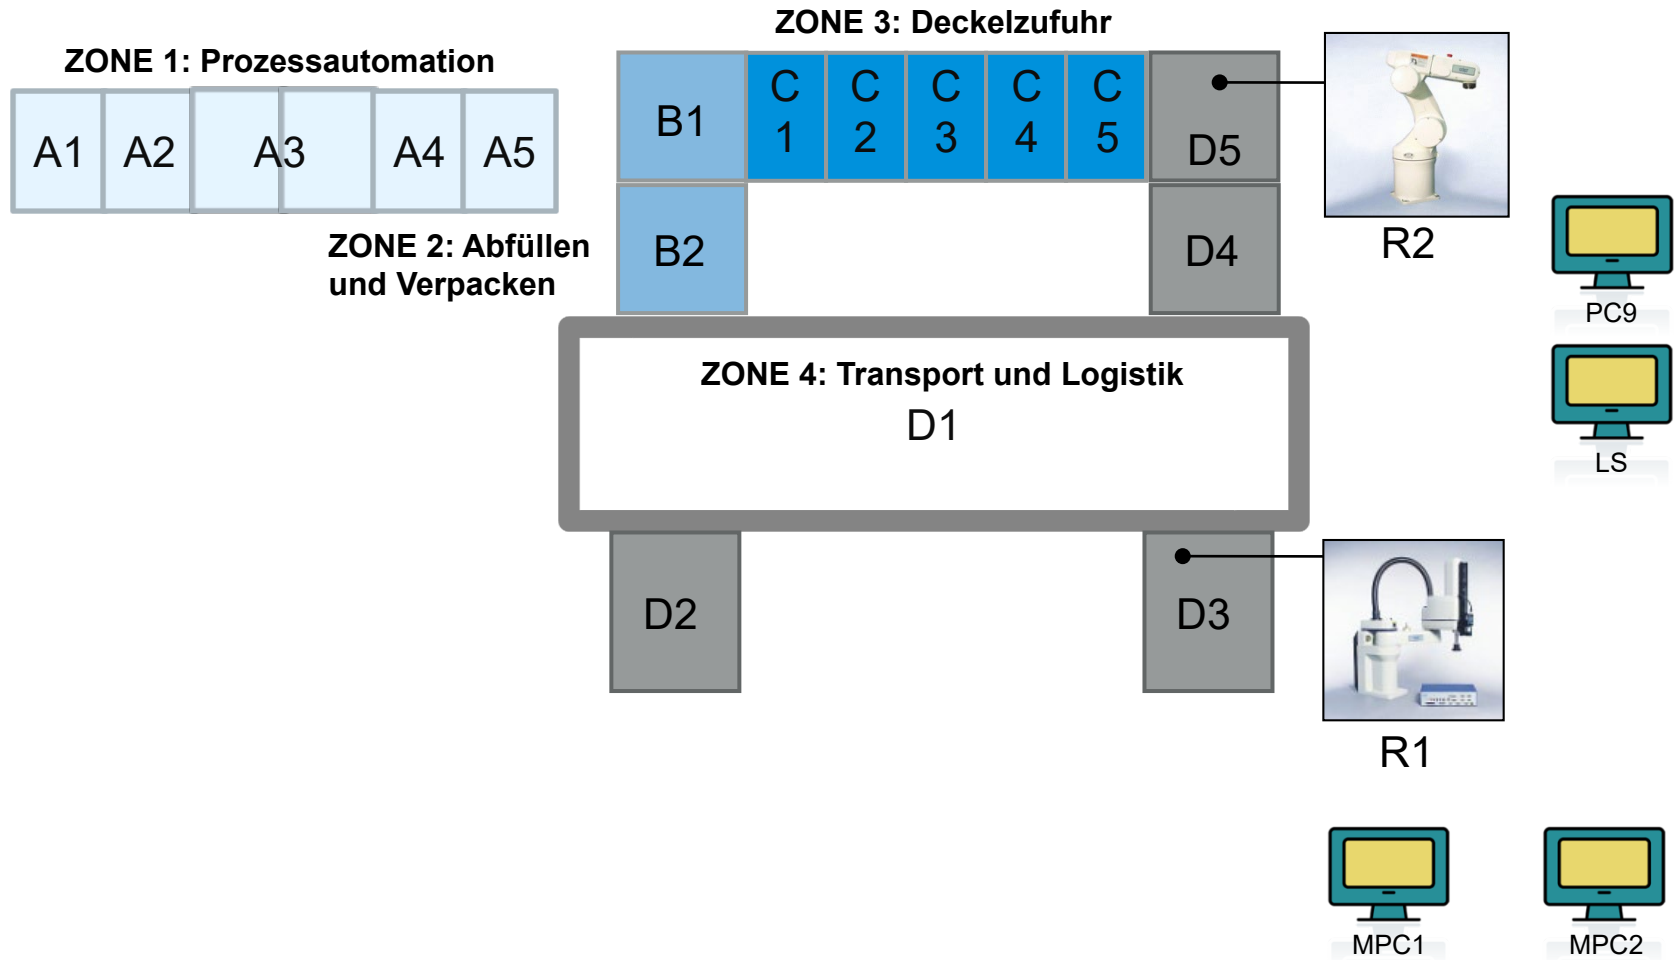 ZONE 3: Deckelzufuhr
ZONE 1: Prozessautomation
A1 A2 A3 A4 A5
B1
C 1
C 2
C 3
C 4
C 5
D5
R2
ZONE 2: Abfüllen
und Verpacken
B2
D4
PC9
ZONE 4: Transport und Logistik
D1
LS
D2
D3
R1
MPC1
MPC2